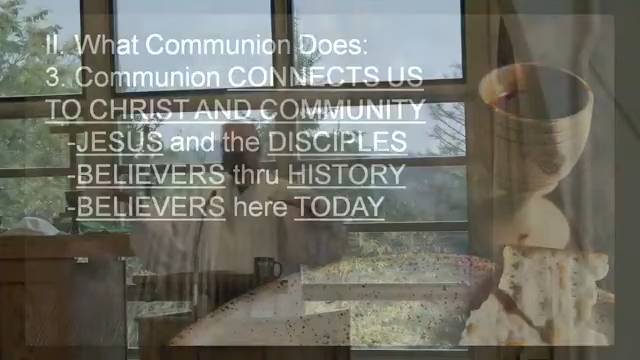 II. What Communion Does:
3. Communion CONNECTS US
TO CHRIST AND COMMUNITY
-JESUS and the DISCIPLES
-BELIEVERS thru HISTORY
-BELIEVERS here TODAY